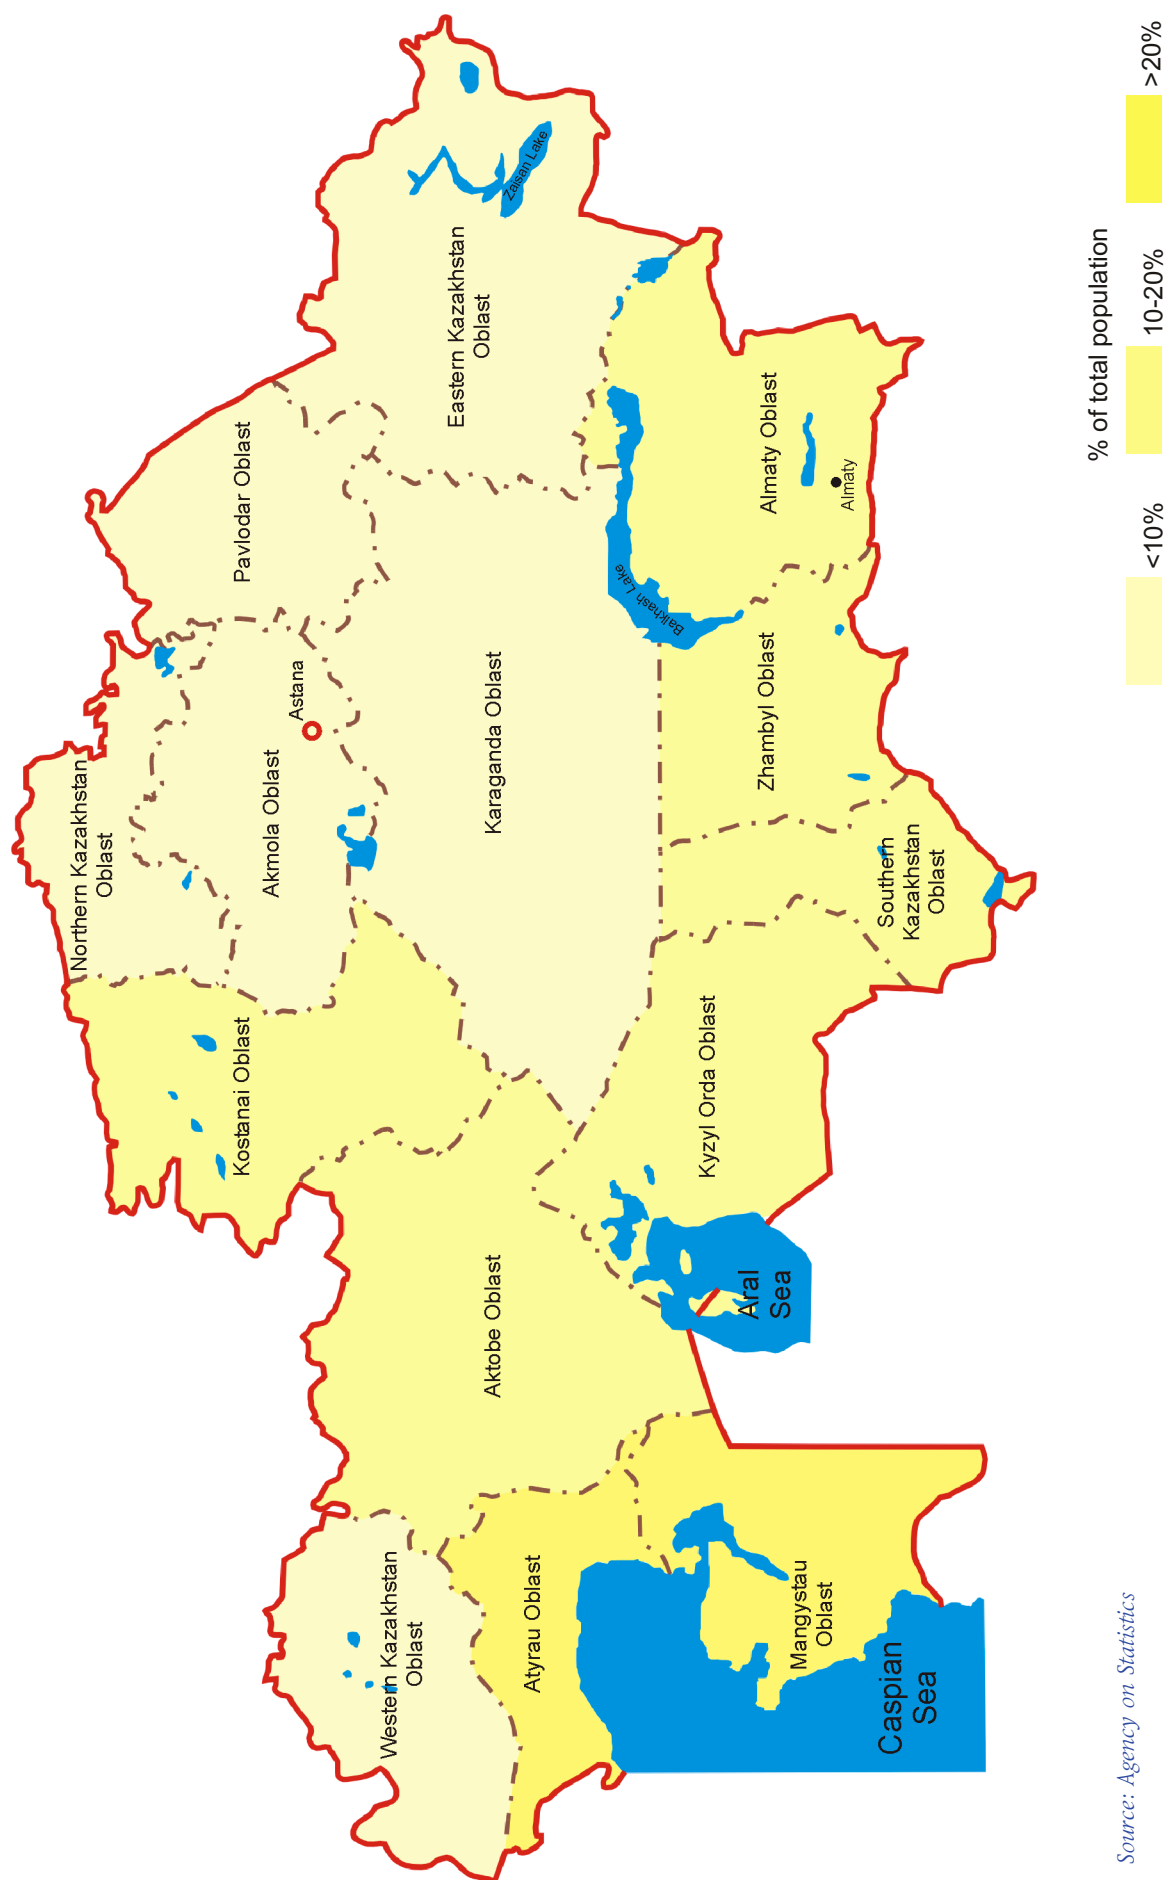 Northern Kazakhstan
Oblast
Pavlodar Oblast
Kostanai Oblast
Akmola Oblast
Astana
Western Kazakhstan
Oblast
Eastern Kazakhstan
Oblast
Zaisan Lake
Aktobe Oblast
Karaganda Oblast
Atyrau Oblast
Balkhash Lake
Kyzyl Orda Oblast
Zhambyl Oblast
Almaty Oblast
Almaty
Aral
Sea
Mangystau
Oblast
Southern
Kazakhstan
Oblast
Caspian
Sea
% of total population
<10%
10-20%
>20%
Source: Agency on Statistics